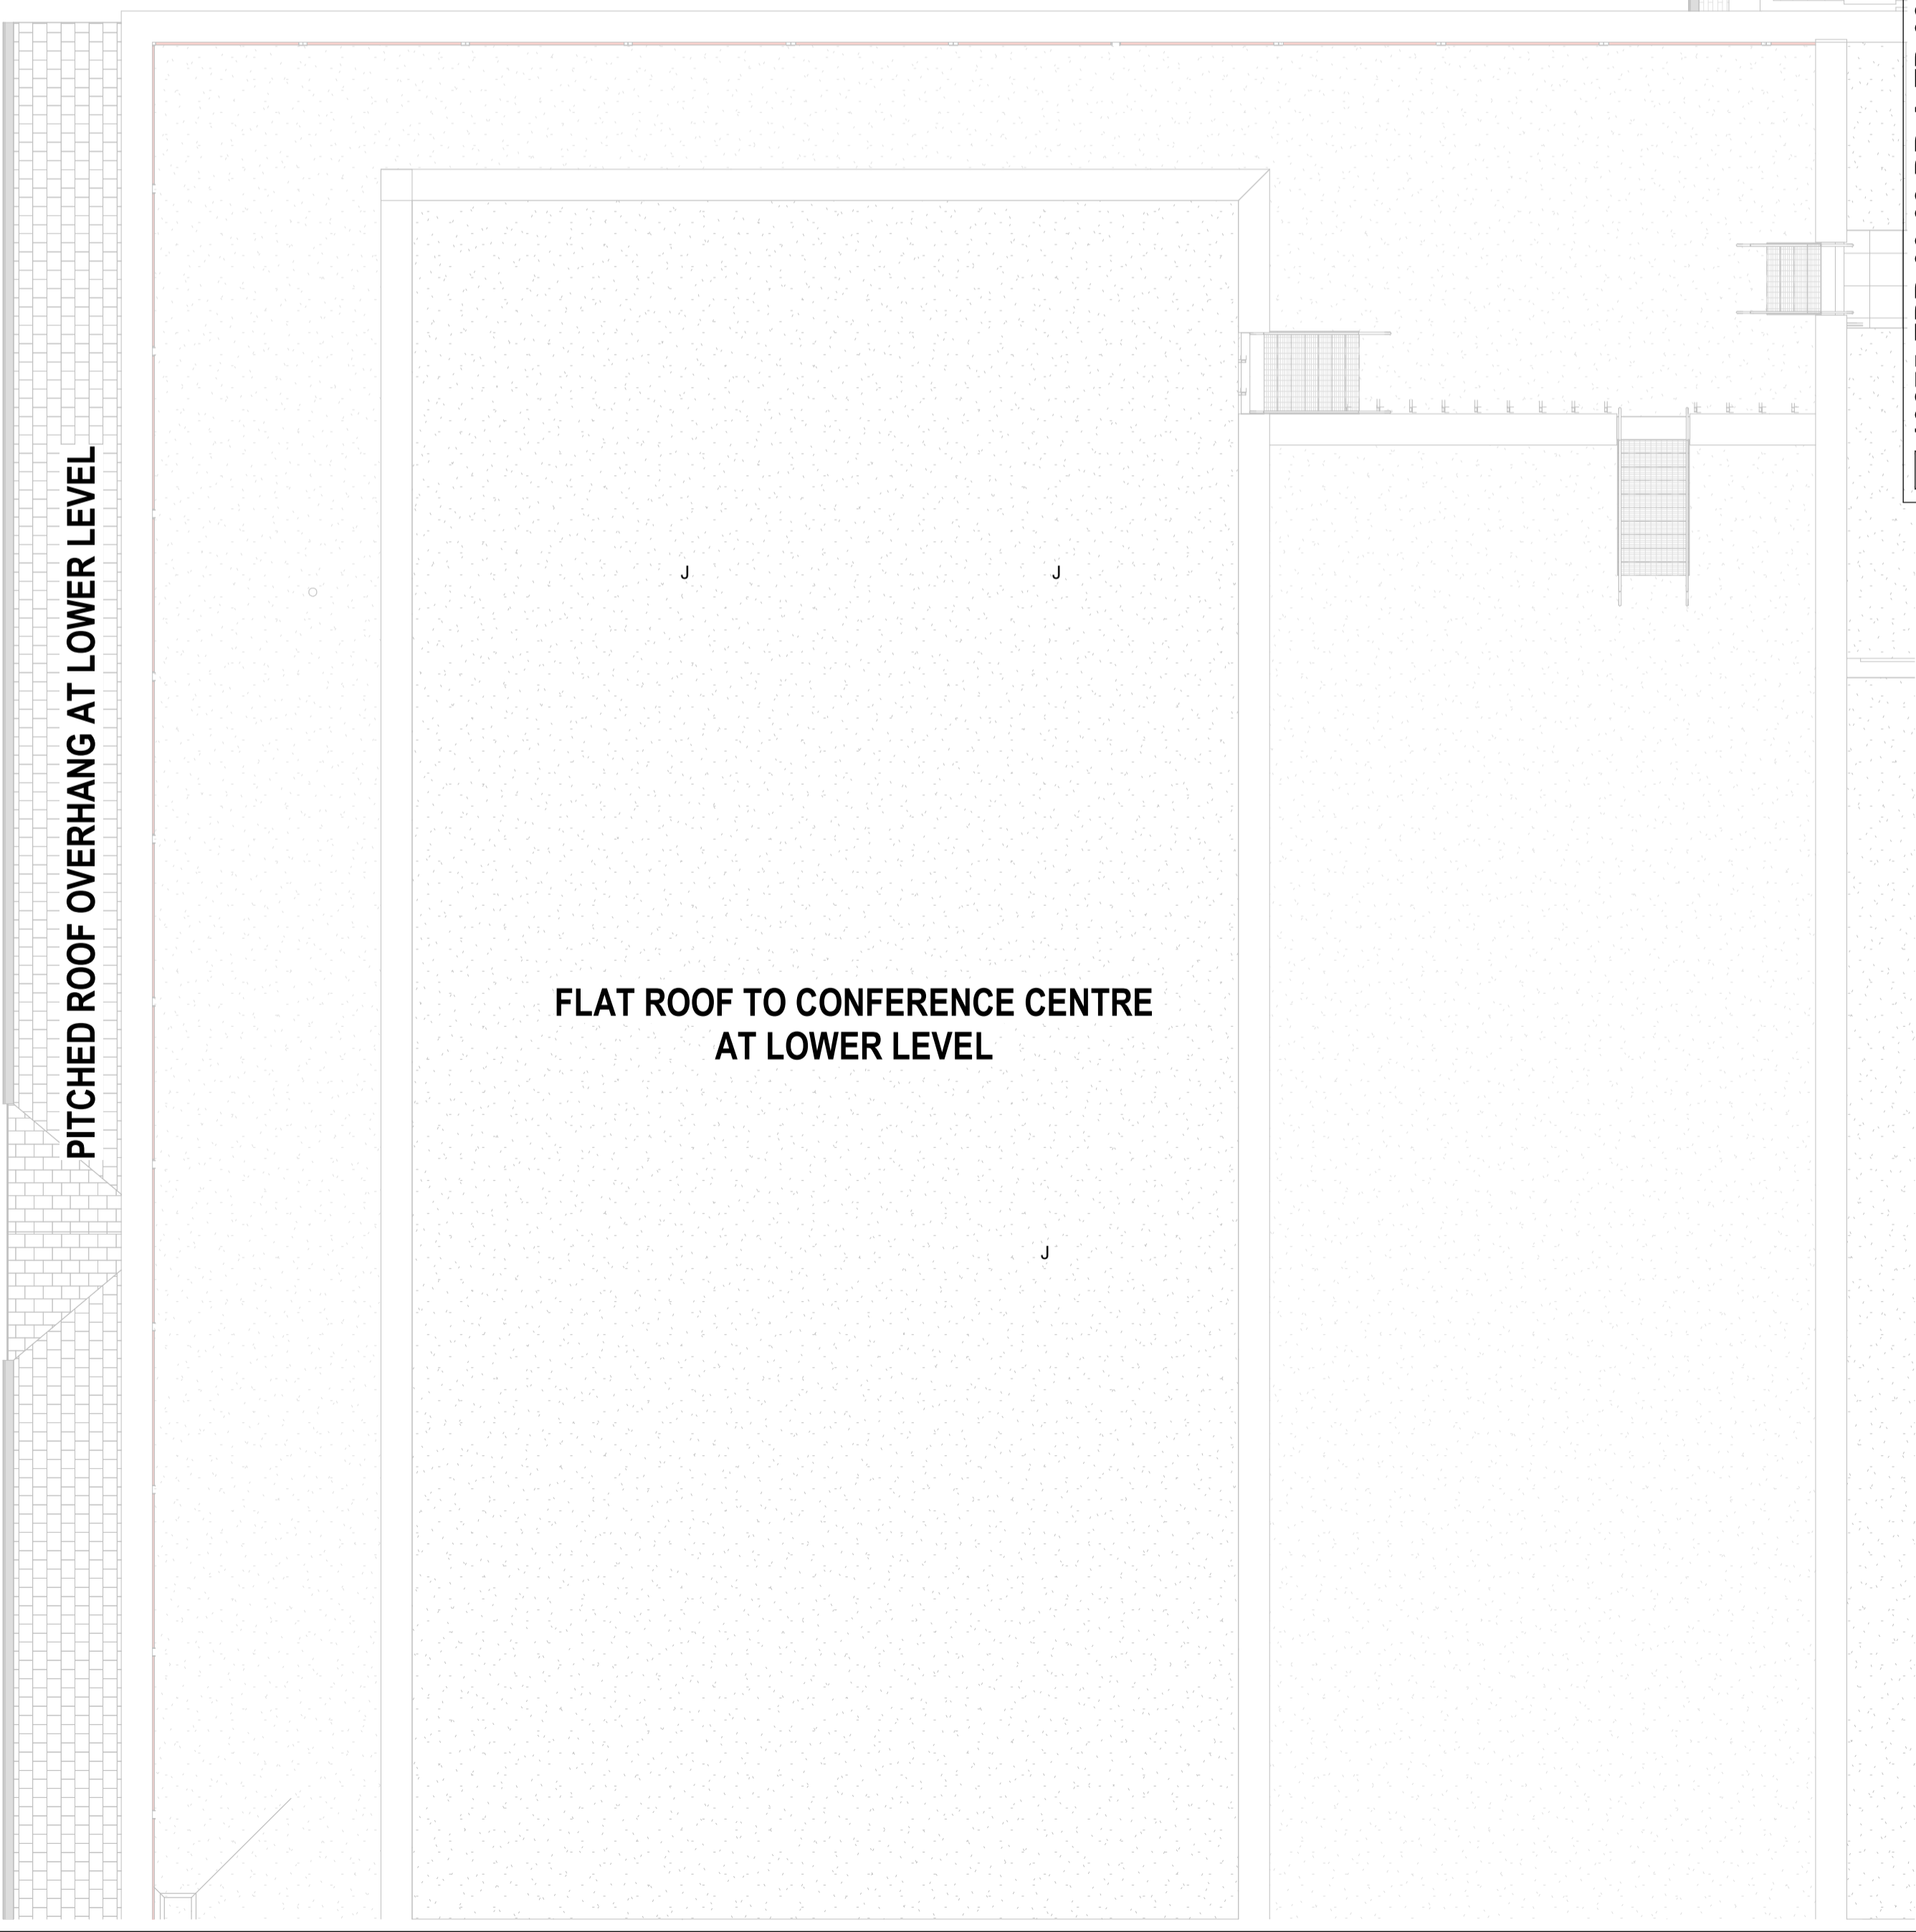 PITCHED ROOF OVERHANG AT LOWER LEVEL
J
J
FLAT ROOF TO CONFERENCE CENTRE
AT LOWER LEVEL
J